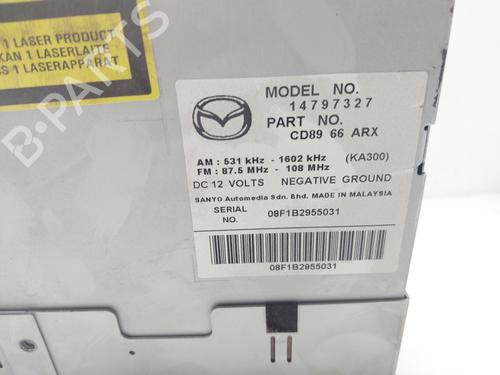 1 LASER PRODUCT
KAN 1 LASERLAITE
S 1 LASERAPPARAT
B-PARTS
MODEL NO.
14797327
PART NO.
CD89 66 ARX
AM : 531 kHz - 1602 kHz (KA300)
FM : 87.5 MHz - 108 MHz
DC 12 VOLTS NEGATIVE GROUND
SANYO Automedia Sdn. Bhd. MADE IN MALAYSIA
SERIAL NO. 08F1B2955031
08F1B2955031